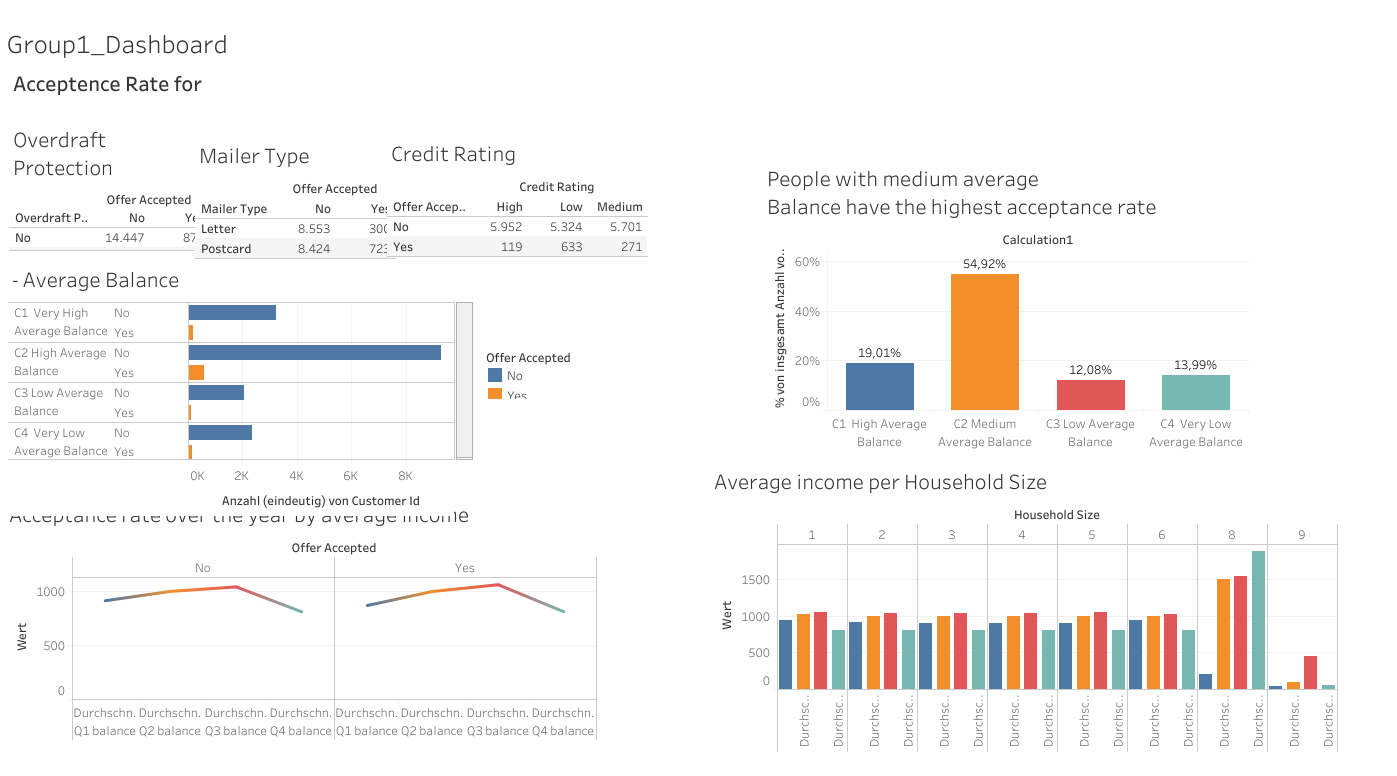 Group1_Dashboard
Acceptence Rate for
Overdraft
Protection
Offer Accepted
Overdraft P.. No
No 14.447
Mailer Type
Offer Accepted
Mailer Type No
Letter 8.553 300
Postcard 8.424 723
Credit Rating
Credit Rating
Offer Accep.. High Low Medium
No 5.952 5.324 5.701
Yes 119 633 271
- Average Balance
C1 Very High No
Average Balance Yes
C2 High Average No
Balance Yes
C3 Low Average No
Balance Yes
C4 Very Low No
Average Balance Yes
0K 2K 4K 6K 8K
Anzahl (eindeutig) von Customer Id
Offer Accepted
No
Yes
Acceptance rate over the year by average income
Offer Accepted
No Yes
Wert
1000
500
0
Durchschn. Durchschn. Durchschn. Durchschn. Durchschn. Durchschn. Durchschn. Durchschn.
Q1 balance Q2 balance Q3 balance Q4 balance Q1 balance Q2 balance Q3 balance Q4 balance
People with medium average
Balance have the highest acceptance rate
Calculation1
% von insgesamt Anzahl vo..
60%
40%
20%
0%
19,01% 54,92% 12,08% 13,99%
C1 High Average C2 Medium C3 Low Average C4 Very Low
Balance Average Balance Balance Average Balance
Average income per Household Size
Household Size
1 2 3 4 5 6 8 9
Wert
1500
1000
500
0
Durchsc.. Durchsc.. Durchsc.. Durchsc.. Durchsc.. Durchsc.. Durchsc.. Durchsc.. Durchsc.. Durchsc.. Durchsc.. Durchsc.. Durchsc.. Durchsc.. Durchsc.. Durchsc..